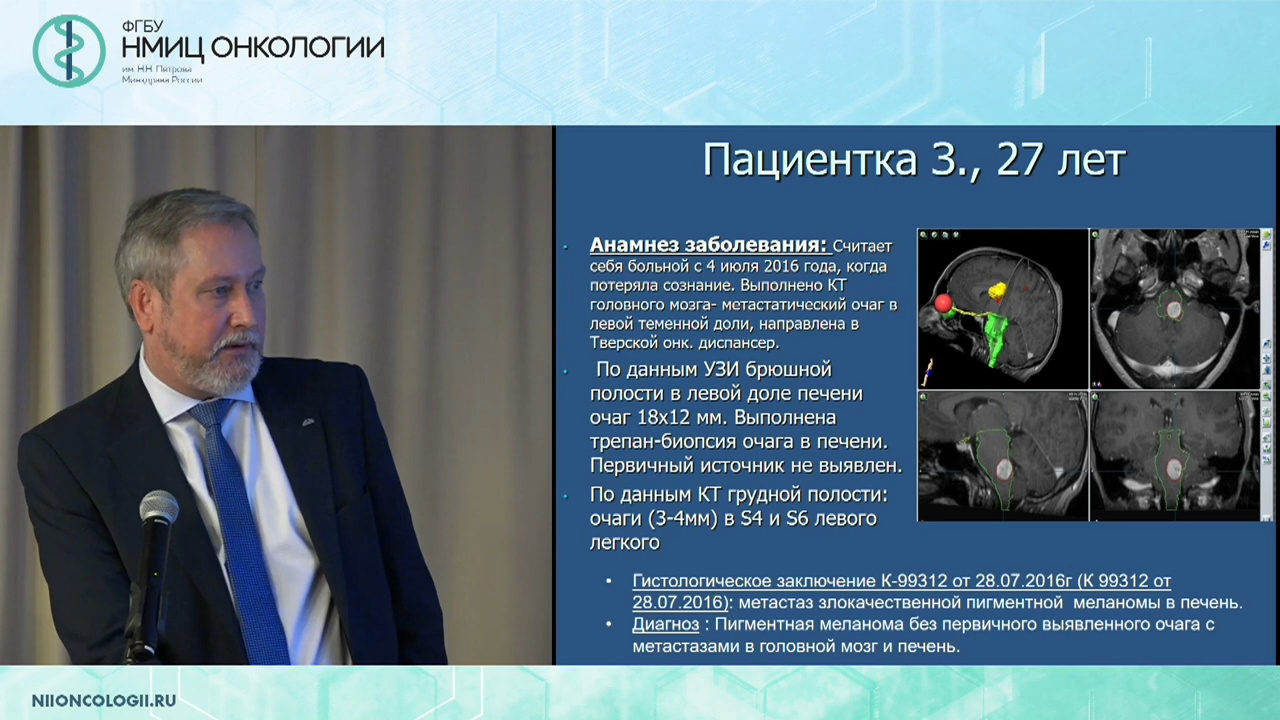 ФГБУ
НМИЦ ОНКОЛОГИИ
им. Н.Н. Петрова
Минздрава России
Пациентка З., 27 лет
Анамнез заболевания: Считает
себя больной с 4 июля 2016 года, когда
потеряла сознание. Выполнено КТ
головного мозга- метастатический очаг в
левой теменной доли, направлена в
Тверской онк. диспансер.
По данным УЗИ брюшной
полости в левой доле печени
очаг 18х12 мм. Выполнена
трепан-биопсия очага в печени.
Первичный источник не выявлен.
По данным КТ грудной полости:
очаги (3-4мм) в S4 и S6 левого
легкого
• Гистологическое заключение К-99312 от 28.07.2016г (К 99312 от
28.07.2016): метастаз злокачественной пигментной меланомы в печень.
• Диагноз : Пигментная меланома без первичного выявленного очага с
метастазами в головной мозг и печень.
NIIONCOLOGII.RU